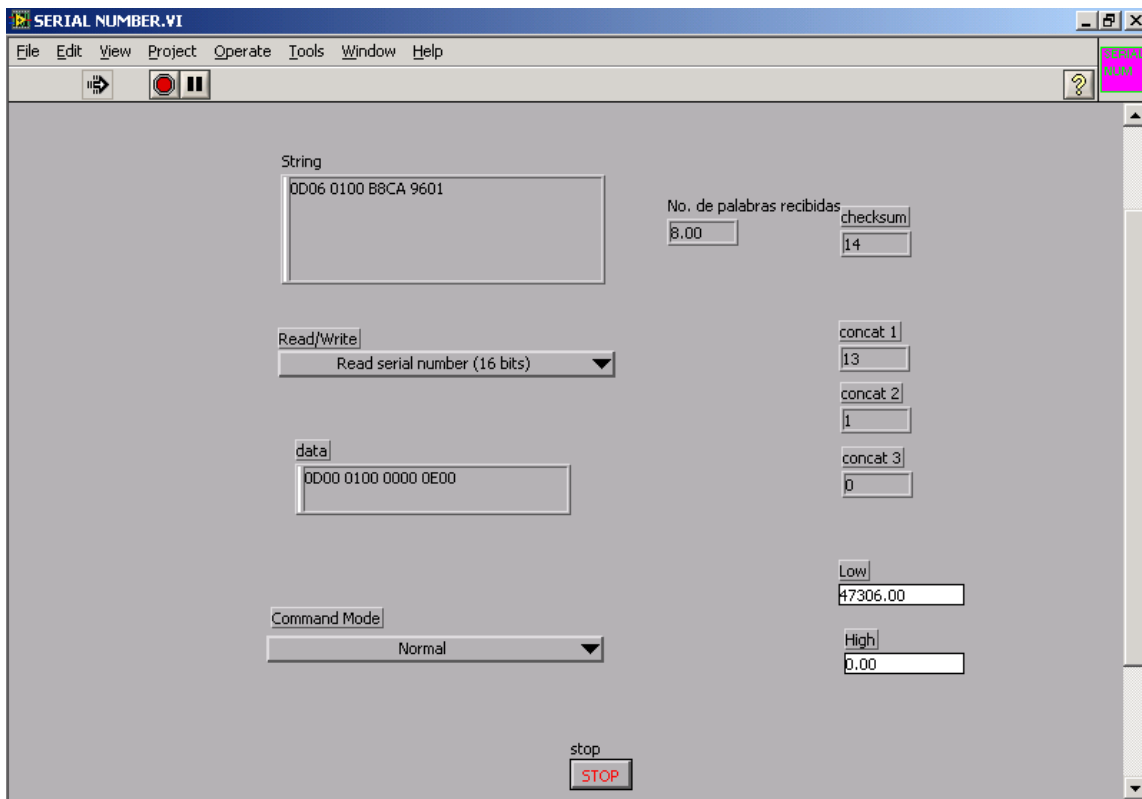 SERIAL NUMBER.VI
File Edit View Project Operate Tools Window Help
SERIAL
NUM
String
0D06 0100 B8CA 9601
No. de palabras recibidas
8.00
checksum
14
Read/Write
Read serial number (16 bits)
concat 1
13
concat 2
1
data
0D00 0100 0000 0E00
concat 3
0
Low
47306.00
Command Mode
Normal
High
0.00
stop
STOP